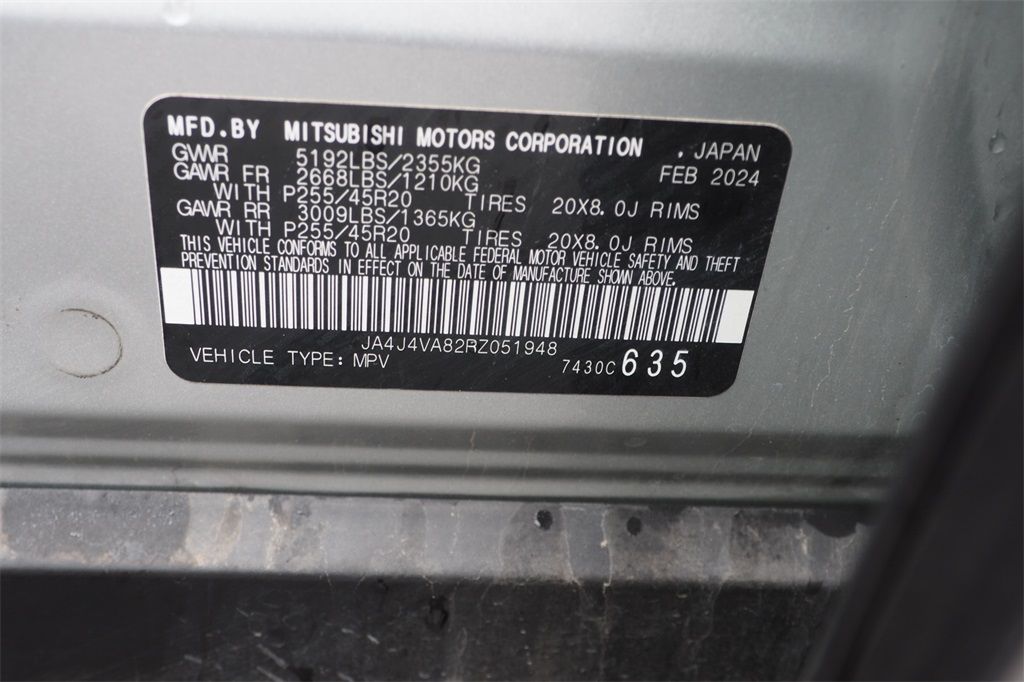 MFD.BY MITSUBISHI MOTORS CORPORATION . JAPAN
GVWR 5192LBS/2355KG FEB 2024
GAWR FR 2668LBS/1210KG
WITH P255/45R20 TIRES 20X8.0J RIMS
GAWR RR 3009LBS/1365KG
WITH P255/45R20 TIRES 20X8.0J RIMS
THIS VEHICLE CONFORMS TO ALL APPLICABLE FEDERAL MOTOR VEHICLE SAFETY AND THEFT
PREVENTION STANDARDS IN EFFECT ON THE DATE OF MANUFACTURE SHOWN ABOVE.
JA4J4VA82RZ051948
VEHICLE TYPE: MPV 7430C 635